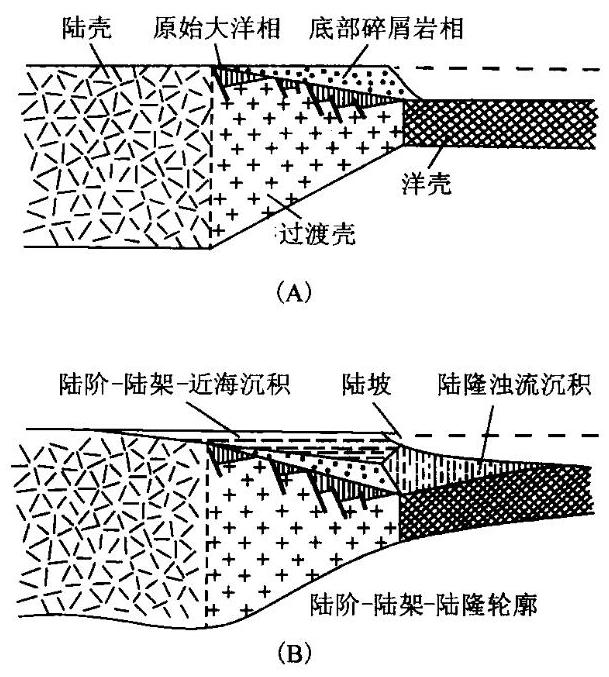 陆壳 原始大洋相 底部碎屑岩相
洋壳
过渡壳
(A)
陆阶-陆架-近海沉积 陆坡 陆隆浊流沉积
陆阶-陆架-陆隆轮廓
(B)